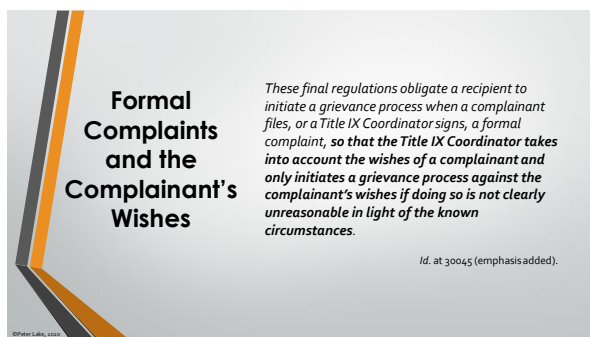 Formal
Complaints
and the
Complainant's
Wishes
These final regulations obligate a recipient to
initiate a grievance process when a complainant
files, or a Title IX Coordinator signs, a formal
complaint, so that the Title IX Coordinator takes
into account the wishes of a complainant and
only initiates a grievance process against the
complainant's wishes if doing so is not clearly
unreasonable in light of the known
circumstances.
Id. at 30045 (emphasis added).
©Peter Lake, 2020